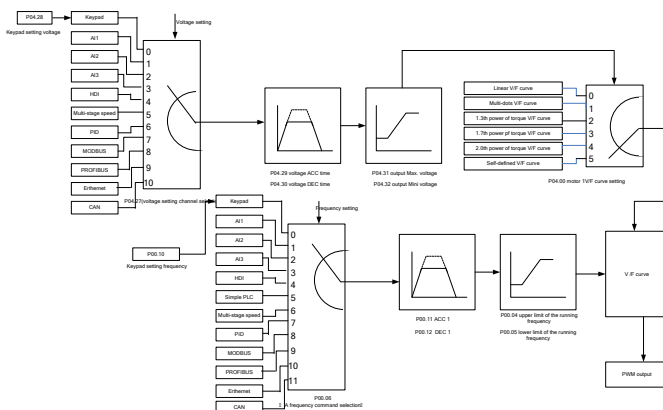 P04.28
Keypad setting voltage
Keypad
AI1
AI2
AI3
HDI
Multi-stage speed
PID
MODBUS
PROFIBUS
Erthemet
CAN
0
1
2
3
4
5
6
7
8
9
10
Voltage setting
P04.27(voltage setting channel
P04.29 voltage ACC time
P04.30 voltage DEC time
P04.31 output Max. voltage
P04.32 output Mini voltage
Linear V/F curve
Multi-dots V/F curve
1.3th power of torque V/F curve
1.7th power pf torque V/F curve
2.0th power of torque V/F curve
Self-defined V/F curve
0
1
2
3
4
5
P04.00 motor 1V/F curve setting
P00.10
Keypad setting frequency
Keypad
AI1
AI2
AI3
HDI
Simple PLC
Multi-stage speed
PID
MODBUS
PROFIBUS
Erthemet
CAN
0
1
2
3
4
5
6
7
8
9
10
11
Frequency setting
P00.06
A frequency command selection
P00.11 ACC 1
P00.12 DEC 1
P00.04 upper limit of the running
frequency
P00.05 lower limit of the running
frequency
V /F curve
PWM output